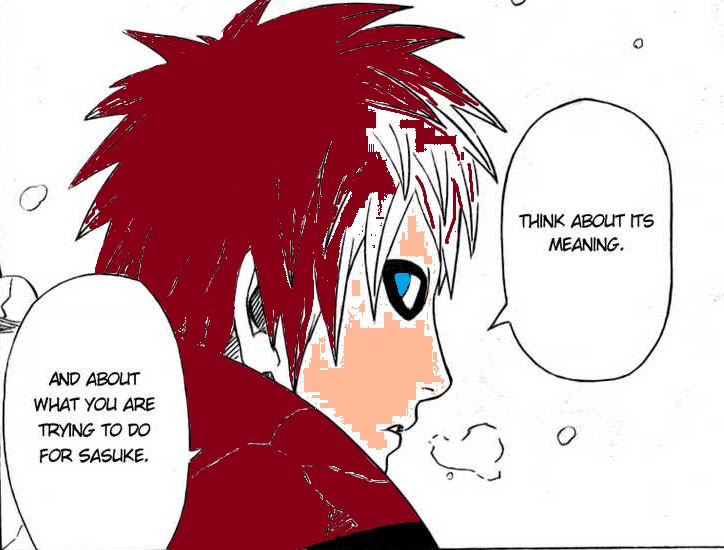 THINK ABOUT ITS
MEANING.
AND ABOUT
WHAT YOU ARE
TRYING TO DO
FOR SASUKE.